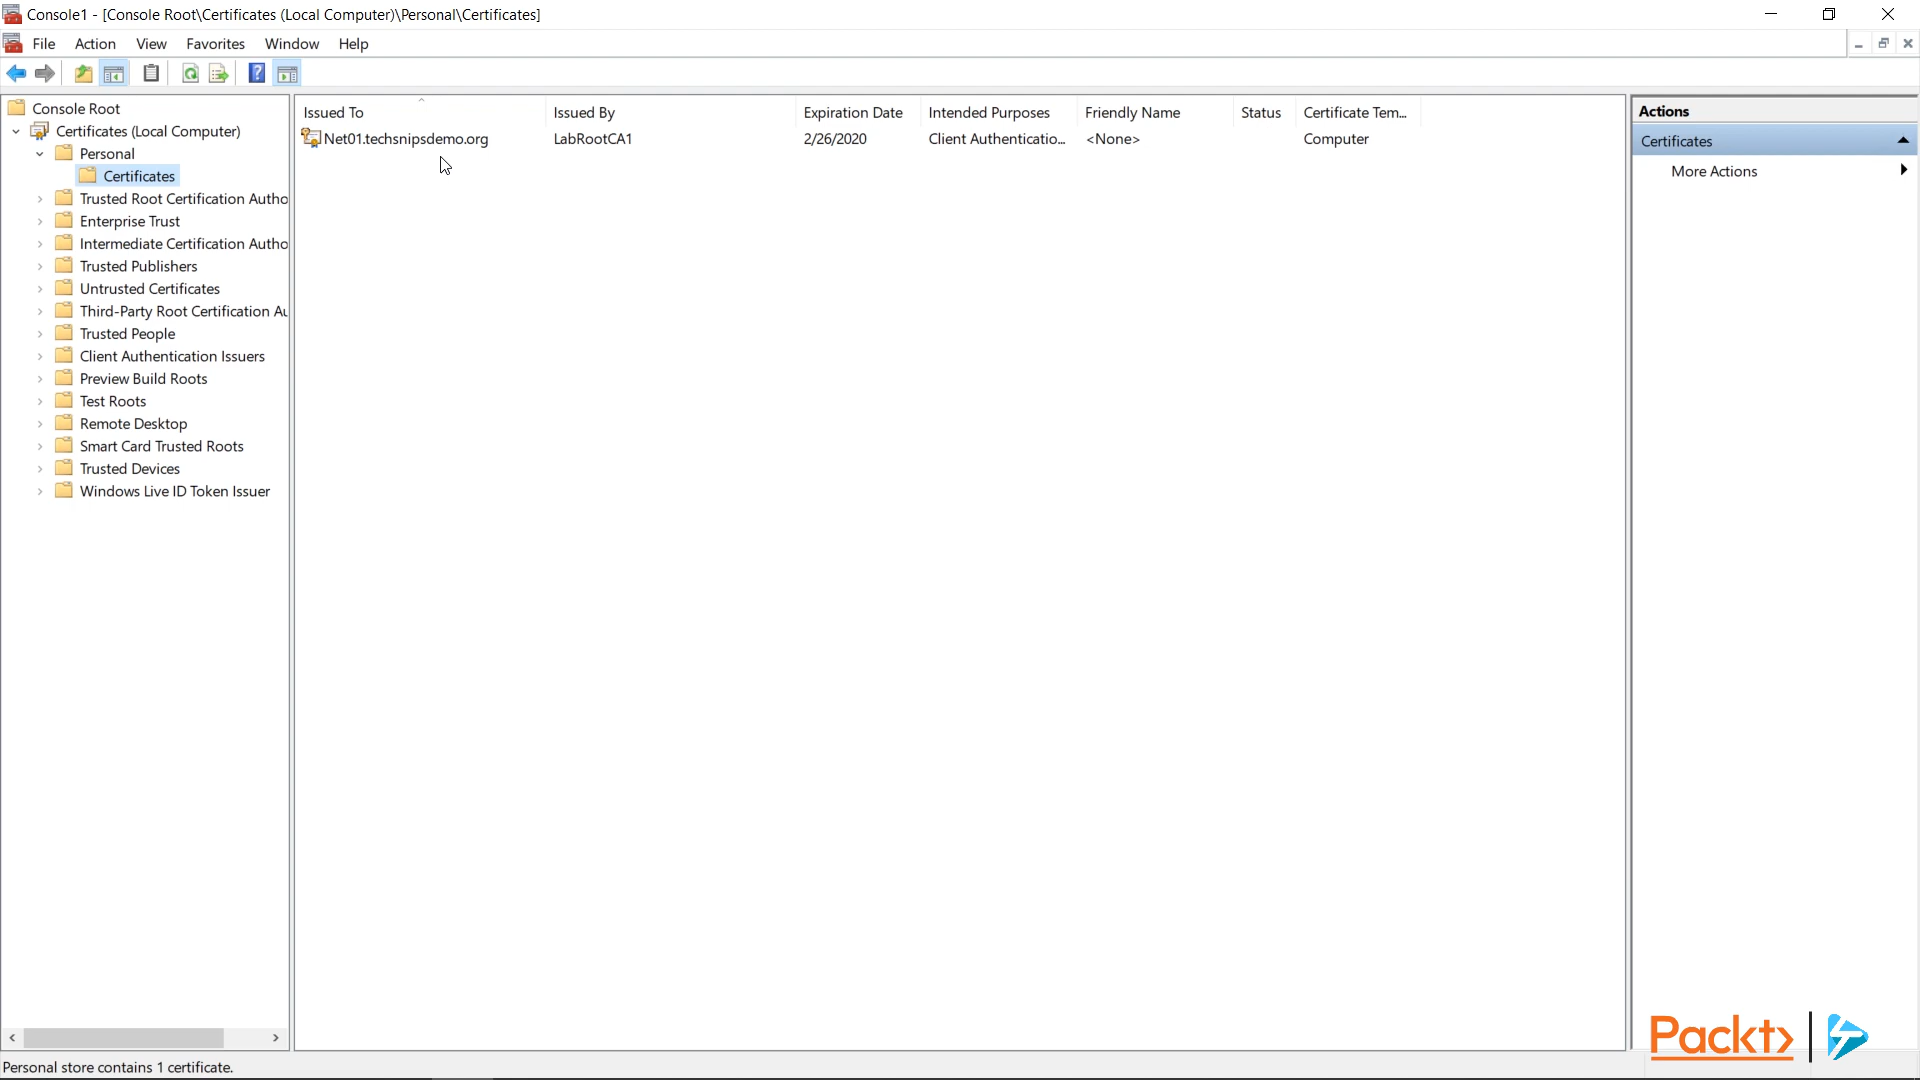 Console1 - [Console Root\Certificates (Local Computer)\Personal\Certificates]
File Action View Favorites Window Help
Console Root
Certificates (Local Computer)
Personal
Certificates
Trusted Root Certification Autho
Enterprise Trust
Intermediate Certification Autho
Trusted Publishers
Untrusted Certificates
Third-Party Root Certification Au
Trusted People
Client Authentication Issuers
Preview Build Roots
Test Roots
Remote Desktop
Smart Card Trusted Roots
Trusted Devices
Windows Live ID Token Issuer
Issued To Issued By Expiration Date Intended Purposes Friendly Name Status Certificate Tem...
Net01.techsnipsdemo.org LabRootCA1 2/26/2020 Client Authenticatio... <None> Computer
Actions
Certificates
More Actions
Personal store contains 1 certificate.
Packt>